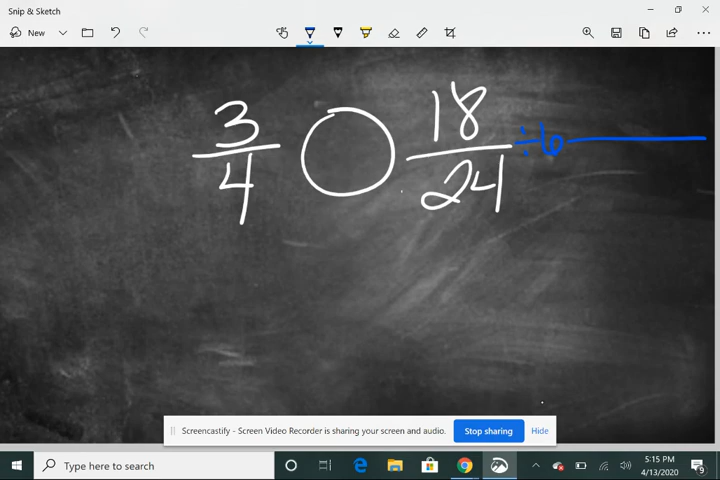 Snip & Sketch
New
3/4 ○ 18/24 ÷6
Screencastify - Screen Video Recorder is sharing your screen and audio.
Stop sharing
Hide
Type here to search
5:15 PM
4/13/2020
9